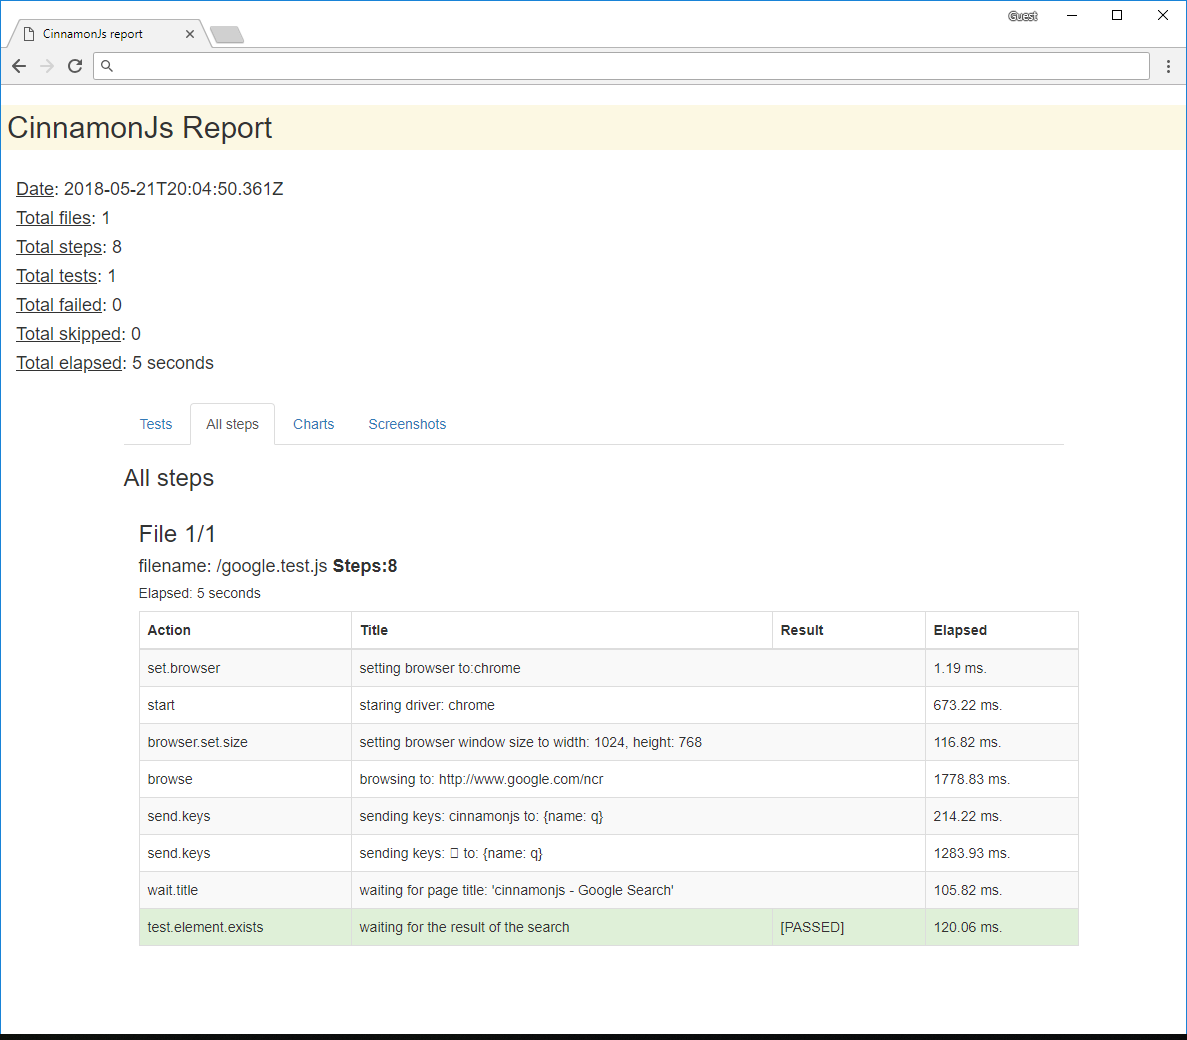 Guest
CinnamonJs report
CinnamonJs Report
Date: 2018-05-21T20:04:50.361Z
Total files: 1
Total steps: 8
Total tests: 1
Total failed: 0
Total skipped: 0
Total elapsed: 5 seconds
Tests All steps Charts Screenshots
All steps
File 1/1
filename: /google.test.js Steps:8
Elapsed: 5 seconds
Action Title Result Elapsed
set.browser setting browser to:chrome 1.19 ms.
start staring driver: chrome 673.22 ms.
browser.set.size setting browser window size to width: 1024, height: 768 116.82 ms.
browse browsing to: http://www.google.com/ncr 1778.83 ms.
send.keys sending keys: cinnamonjs to: {name: q} 214.22 ms.
send.keys sending keys: ▯ to: {name: q} 1283.93 ms.
wait.title waiting for page title: 'cinnamonjs - Google Search' 105.82 ms.
test.element.exists waiting for the result of the search [PASSED] 120.06 ms.